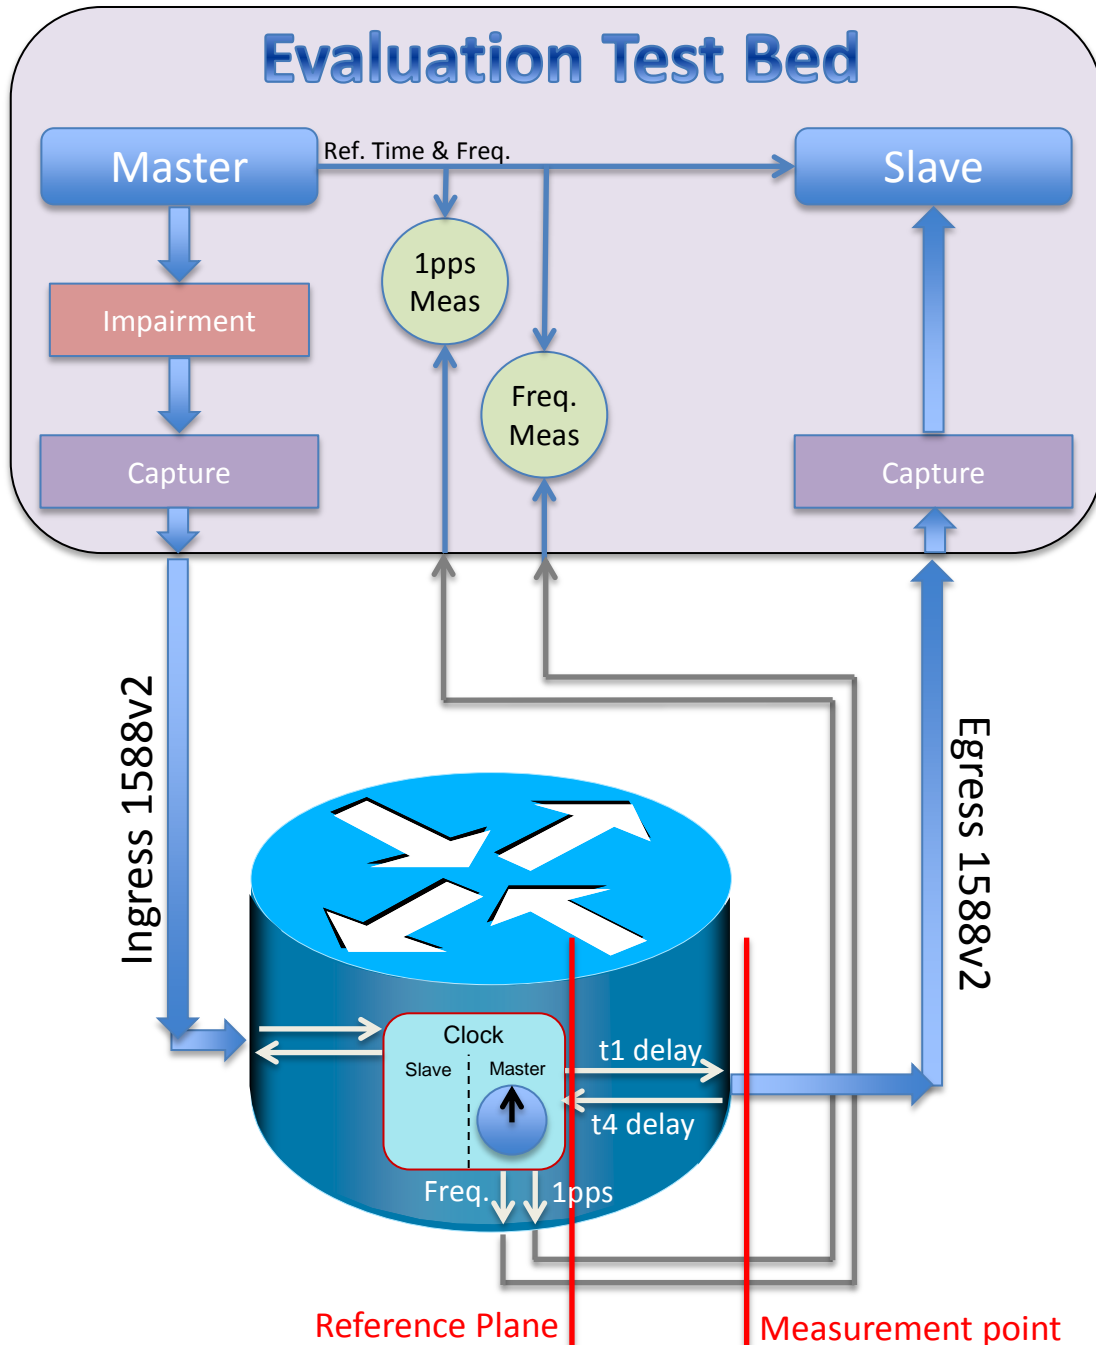 Evaluation Test Bed
Master
Ref. Time & Freq.
Slave
1pps
Meas
Impairment
Freq.
Meas
Capture
Capture
Ingress 1588v2
Egress 1588v2
Clock
Slave
Master
t1 delay
t4 delay
Freq.
1pps
Reference Plane
Measurement point